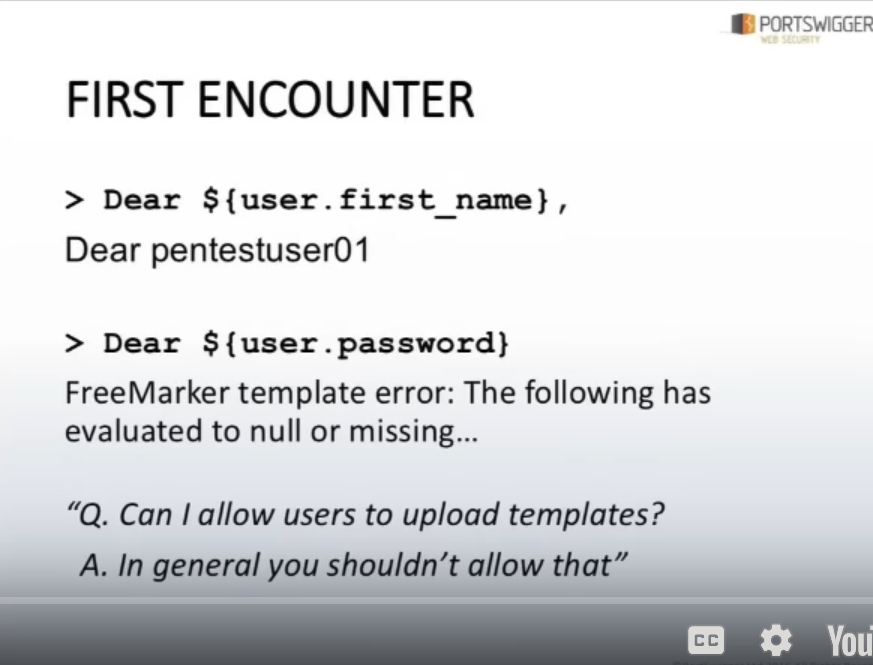 PORTSWIGGER
WEB SECURITY
FIRST ENCOUNTER
> Dear ${user.first_name},
Dear pentestuser01
> Dear ${user.password}
FreeMarker template error: The following has
evaluated to null or missing...
“Q. Can I allow users to upload templates?
A. In general you shouldn’t allow that”
CC
You